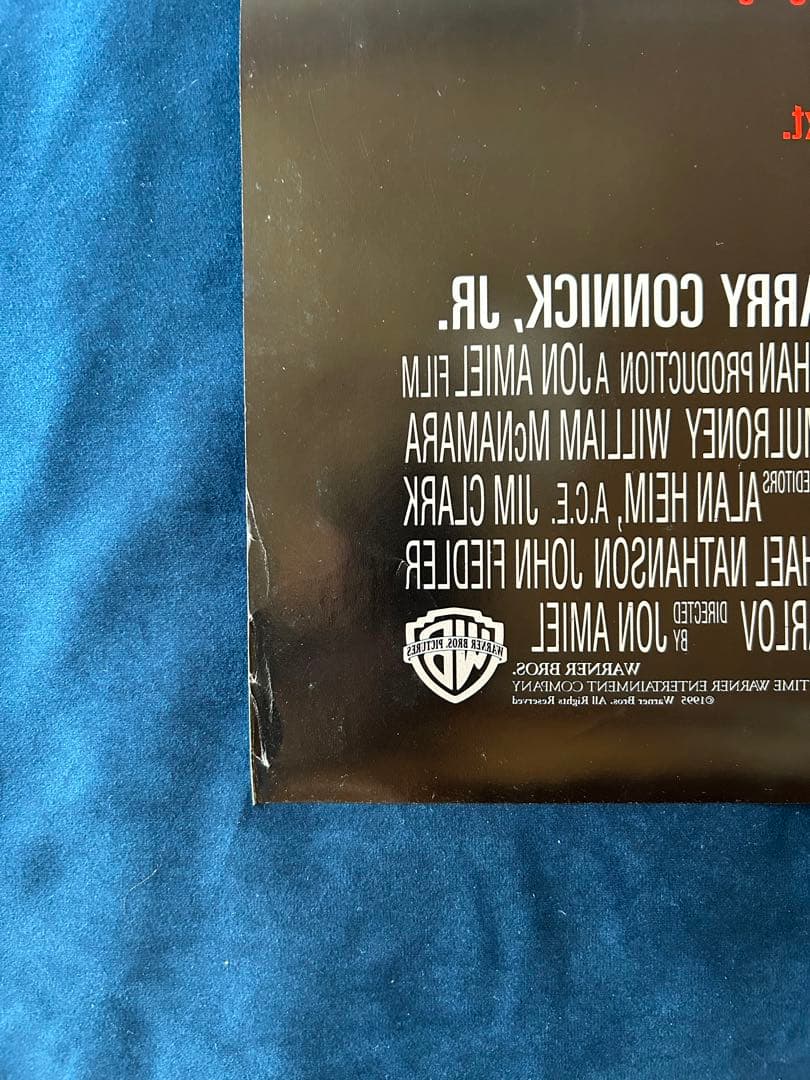 xt.
ARRY CONNICK, JR.
HAN PRODUCTION A JON AMIEL FILM
MULRONEY WILLIAM McNAMARA
EDITORS ALAN HEIM, A.C.E. JIM CLARK
HAEL NATHANSON JOHN FIEDLER
RLOV DIRECTED BY JON AMIEL
WARNER BROS. PICTURES
WARNER BROS.
TIME WARNER ENTERTAINMENT COMPANY
©1995 Warner Bros. All Rights Reserved